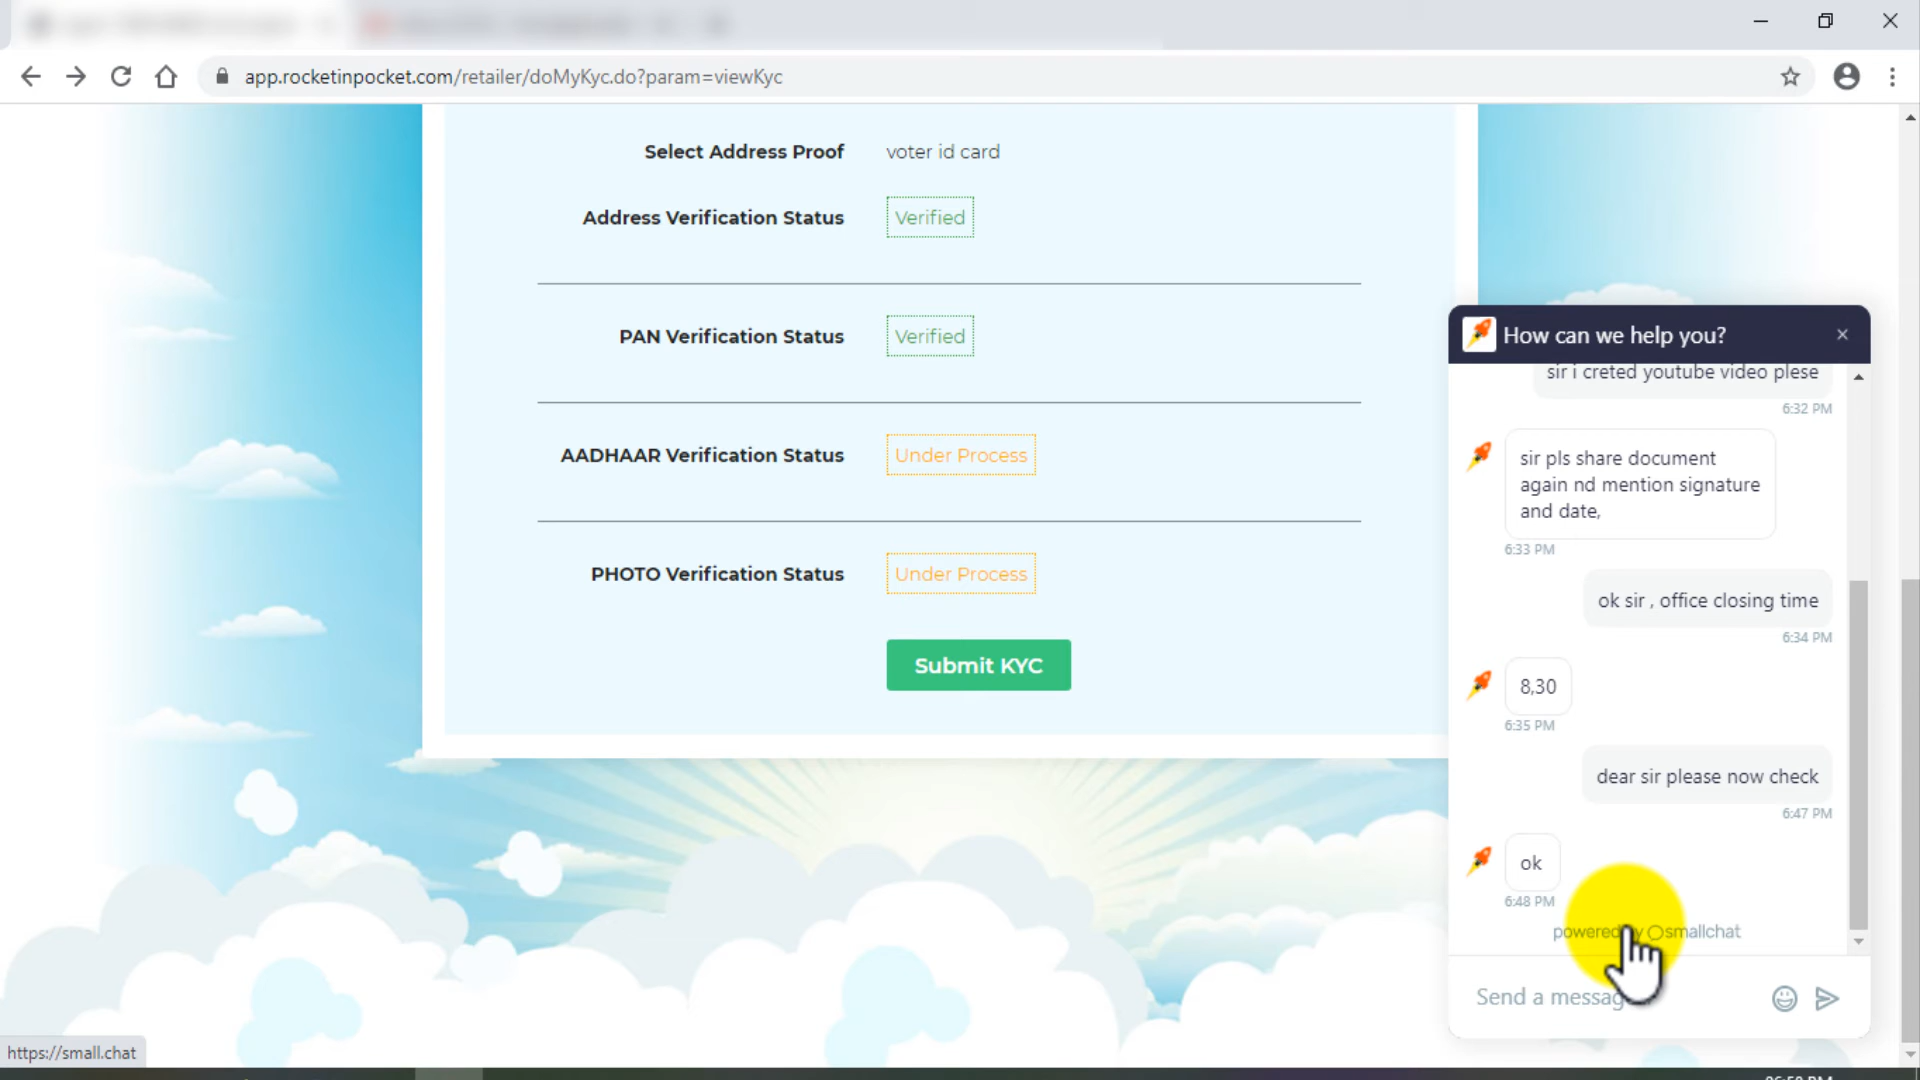 app.rocketinpocket.com/retailer/doMyKyc.do?param=viewKyc
Select Address Proof voter id card
Address Verification Status Verified
PAN Verification Status Verified
AADHAAR Verification Status Under Process
PHOTO Verification Status Under Process
Submit KYC
How can we help you?
sir i creted youtube video plese
6:32 PM
sir pls share document
again nd mention signature
and date,
6:33 PM
ok sir , office closing time
6:34 PM
8,30
6:35 PM
dear sir please now check
6:47 PM
ok
6:48 PM
powered by smallchat
Send a message
https://small.chat